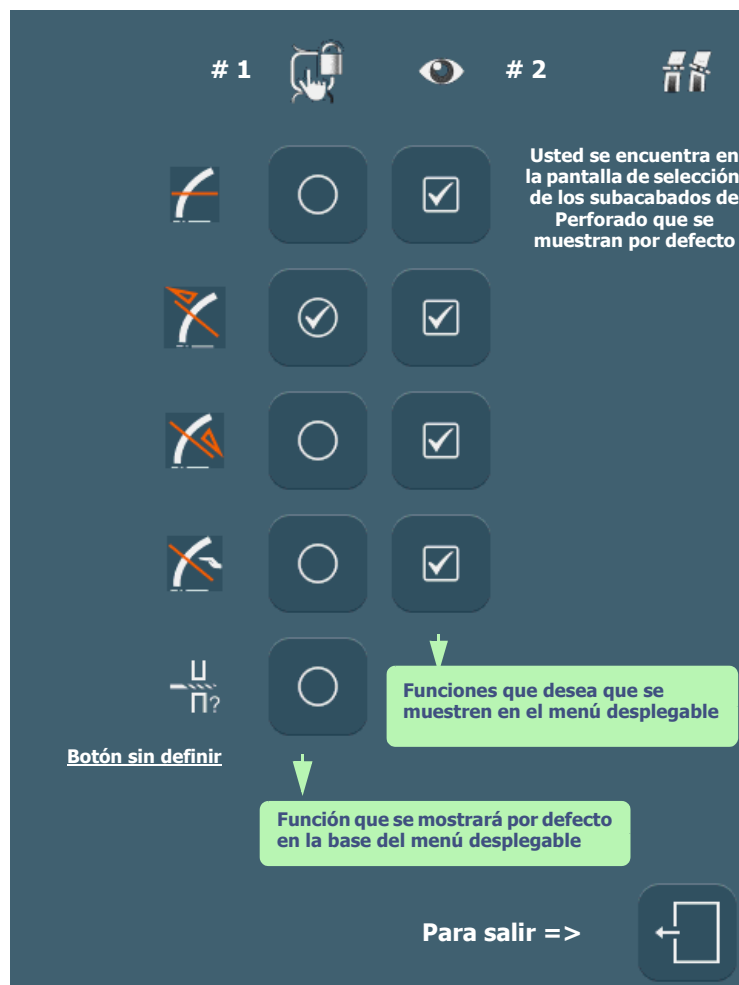 # 1
# 2
Usted se encuentra en
la pantalla de selección
de los subacabados de
Perforado que se
muestran por defecto
?
Funciones que desea que se
muestren en el menú desplegable
Botón sin definir
Función que se mostrará por defecto
en la base del menú desplegable
Para salir =>